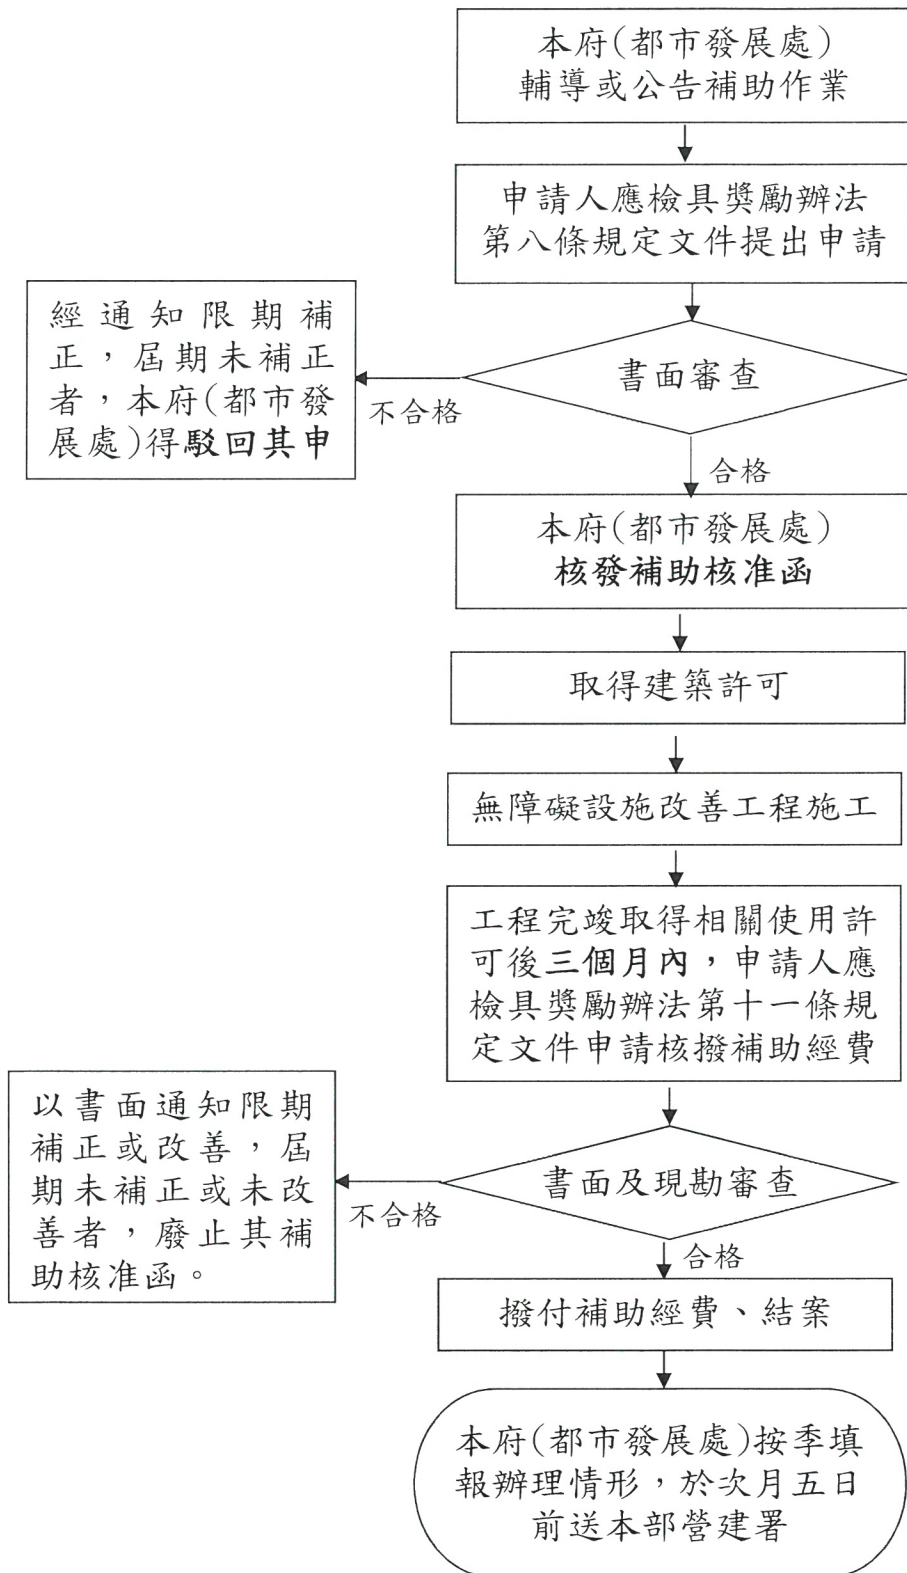 本府(都市發展處)
輔導或公告補助作業
申請人應檢具獎勵辦法
第八條規定文件提出申請
書面審查
不合格
經通知限期補
正，屆期未補正
者，本府(都市發
展處)得駁回其申
合格
本府(都市發展處)
核發補助核准函
取得建築許可
無障礙設施改善工程施工
工程完竣取得相關使用許
可後三個月內，申請人應
檢具獎勵辦法第十一條規
定文件申請核撥補助經費
書面及現勘審查
不合格
以書面通知限期
補正或改善，屆
期未補正或未改
善者，廢止其補
助核准函。
合格
撥付補助經費、結案
本府(都市發展處)按季填
報辦理情形，於次月五日
前送本部營建署